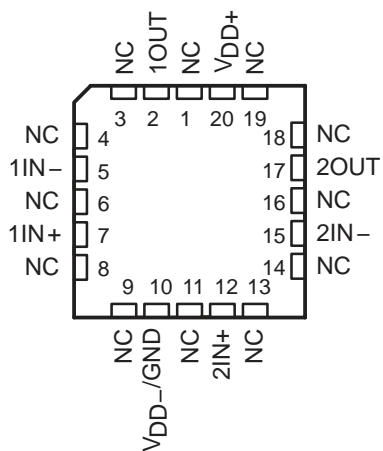 NC
1OUT
NC
VDD+
NC
3
2
1
20
19
NC 4
1IN− 5
NC 6
1IN+ 7
NC 8
18 NC
17 2OUT
16 NC
15 2IN−
14 NC
9
10
11
12
13
NC
VDD−/GND
NC
2IN+
NC